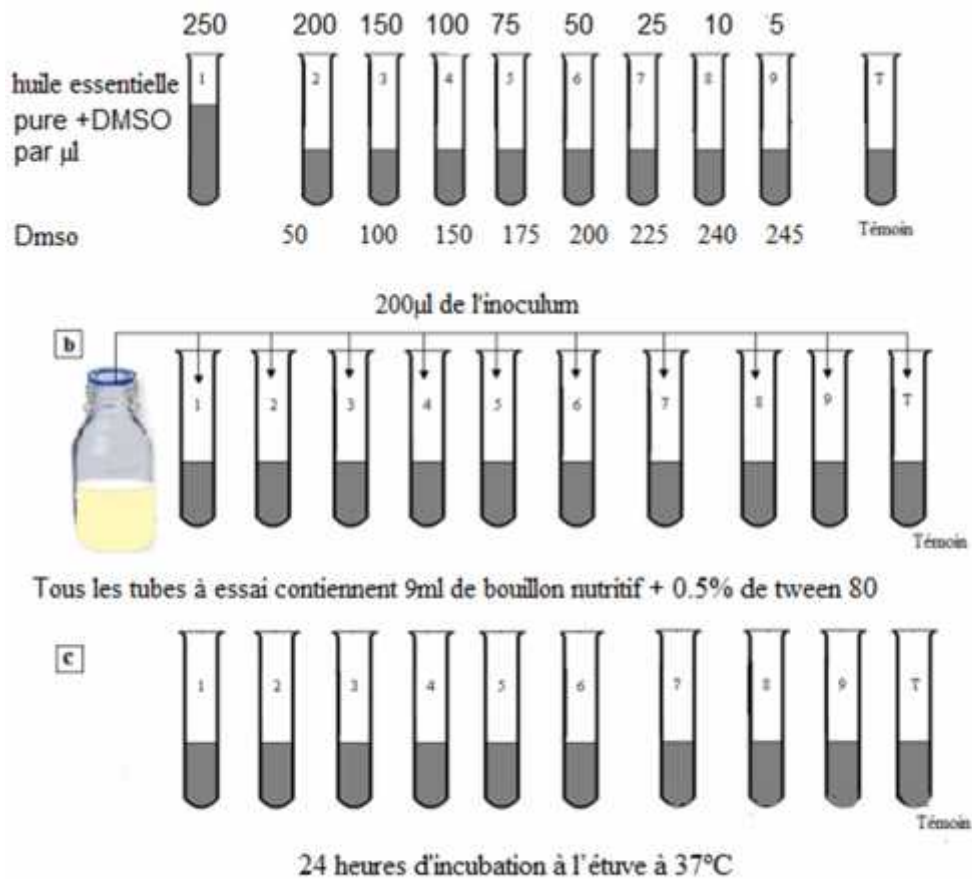 250 200 150 100 75 50 25 10 5
1 2 3 4 5 6 7 8 9 T
huile essentielle
pure +DMSO
par µl
Dmso 50 100 150 175 200 225 240 245 Témoin
200µl de l'inoculum
b
1 2 3 4 5 6 7 8 9 T
Témoin
Tous les tubes à essai contiennent 9ml de bouillon nutritif + 0.5% de tween 80
c
1 2 3 4 5 6 7 8 9 T
Témoin
24 heures d'incubation à l'étuve à 37°C